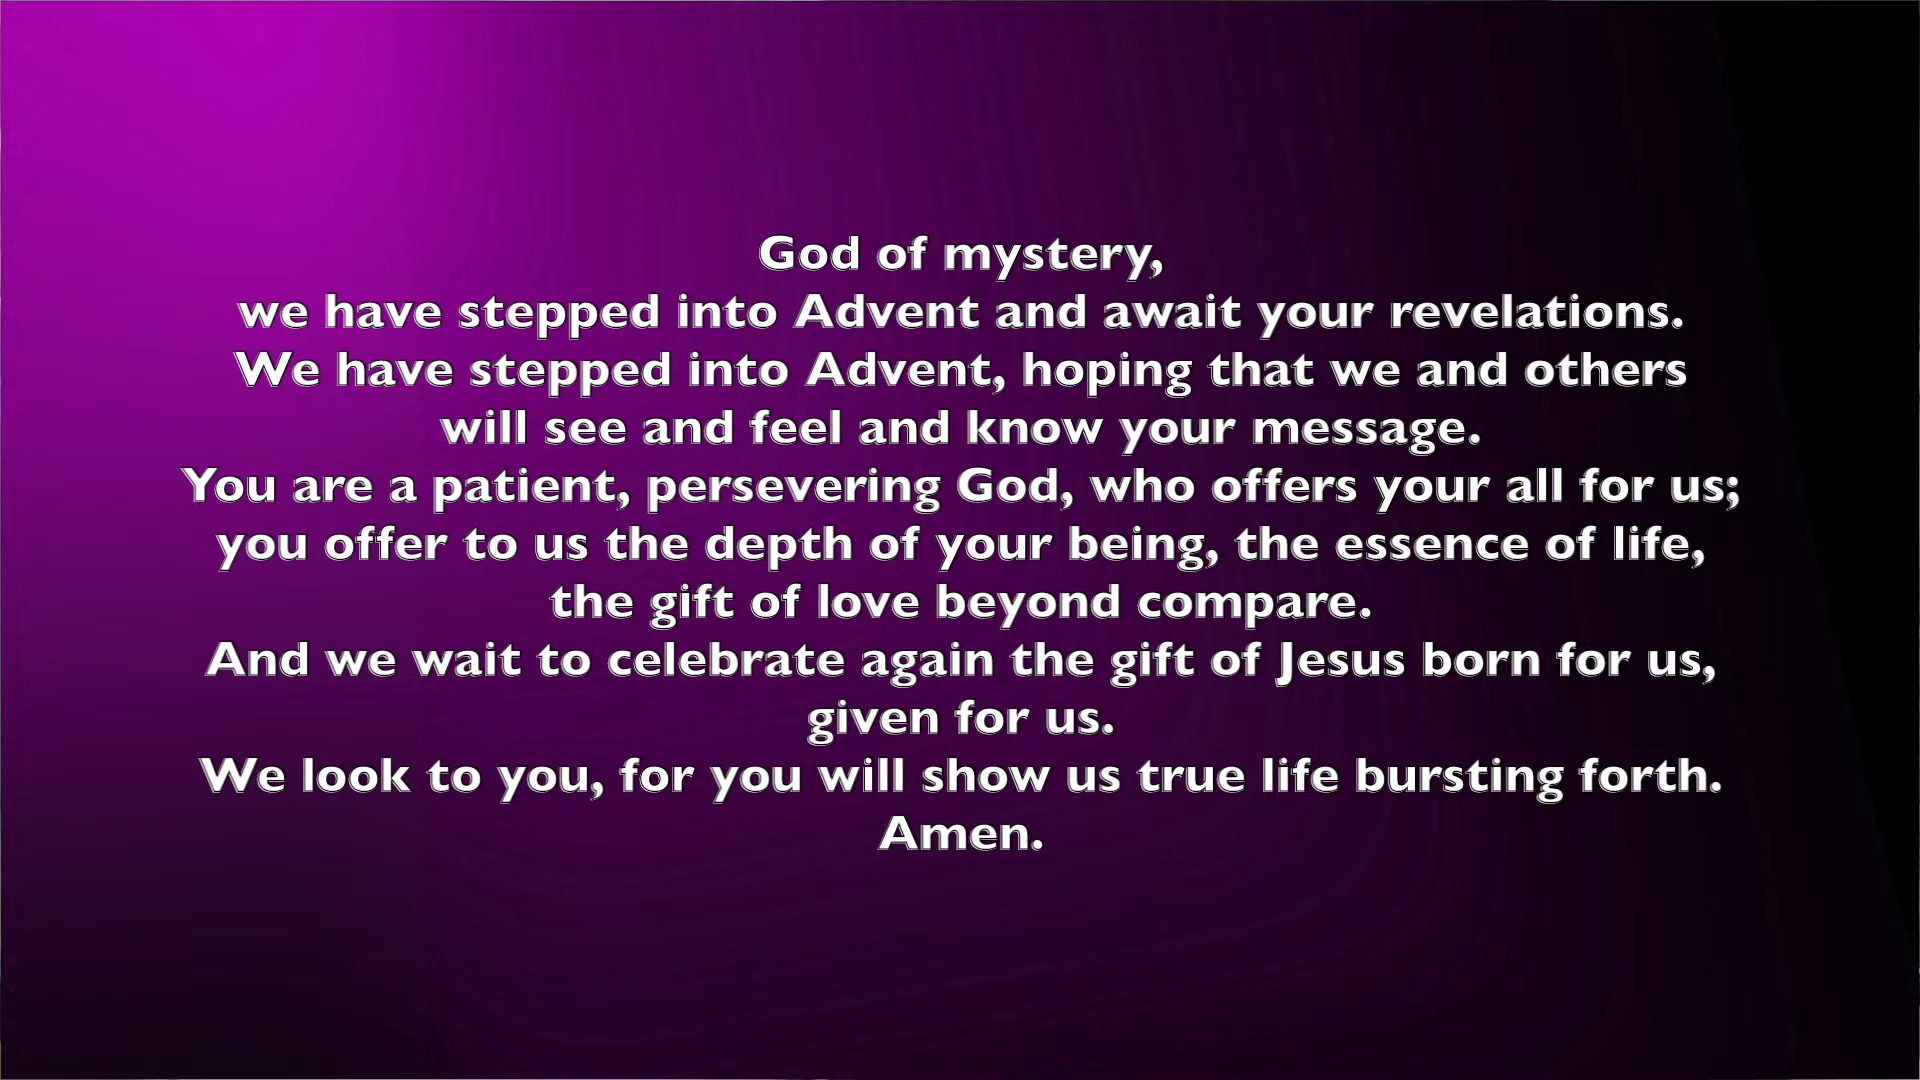 God of mystery,
we have stepped into Advent and await your revelations.
We have stepped into Advent, hoping that we and others
will see and feel and know your message.
You are a patient, persevering God, who offers your all for us;
you offer to us the depth of your being, the essence of life,
the gift of love beyond compare.
And we wait to celebrate again the gift of Jesus born for us,
given for us.
We look to you, for you will show us true life bursting forth.
Amen.